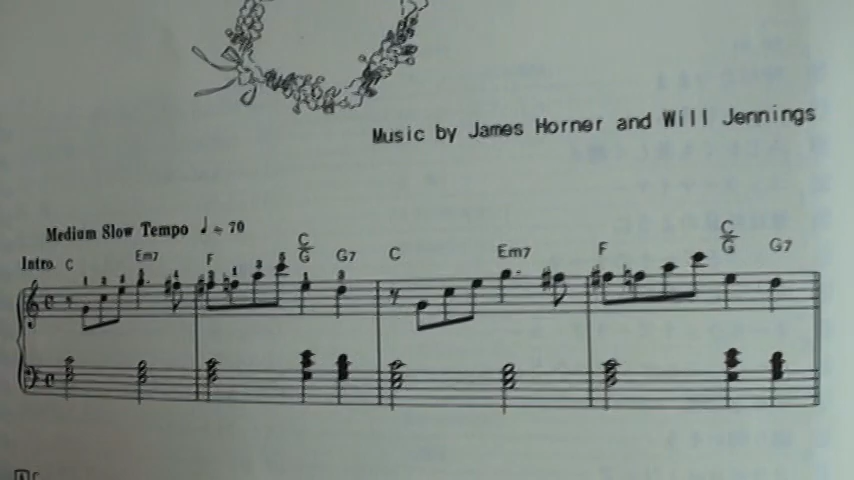 Music by James Horner and Will Jennings
Medium Slow Tempo ♩ = 70
Intro. C Em7 F C/G G7 C Em7 F C/G G7